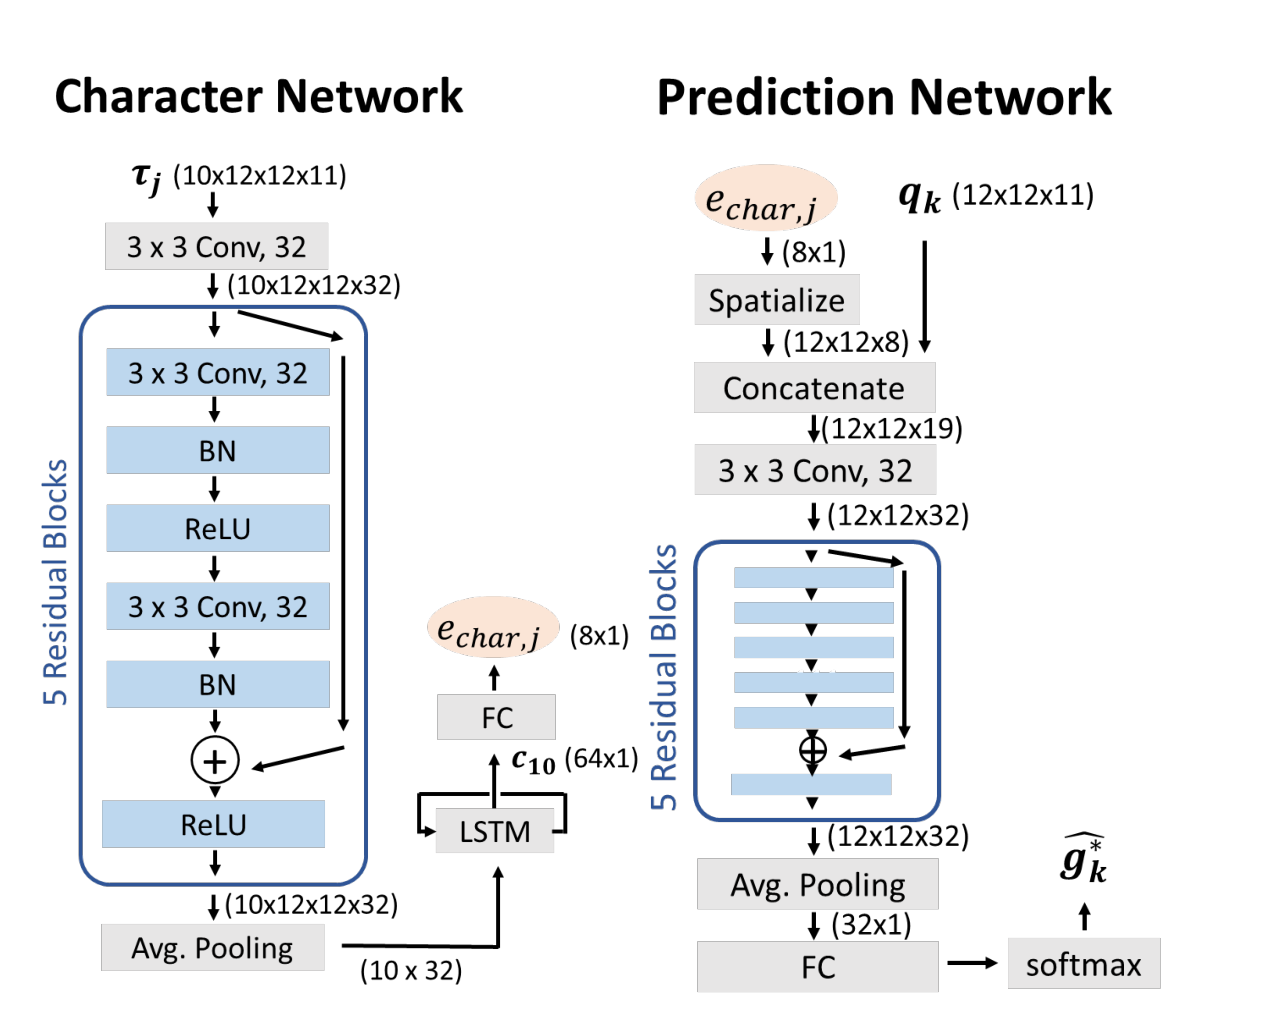 Character Network
τj (10x12x12x11)
3 x 3 Conv, 32
(10x12x12x32)
5 Residual Blocks
3 x 3 Conv, 32
BN
ReLU
3 x 3 Conv, 32
BN
+
ReLU
(10x12x12x32)
Avg. Pooling
(10 x 32)
LSTM
c10 (64x1)
FC
echar,j (8x1)
Prediction Network
echar,j
qk (12x12x11)
(8x1)
Spatialize
(12x12x8)
Concatenate
(12x12x19)
3 x 3 Conv, 32
(12x12x32)
5 Residual Blocks
(12x12x32)
Avg. Pooling
(32x1)
FC
softmax
ĝ*k